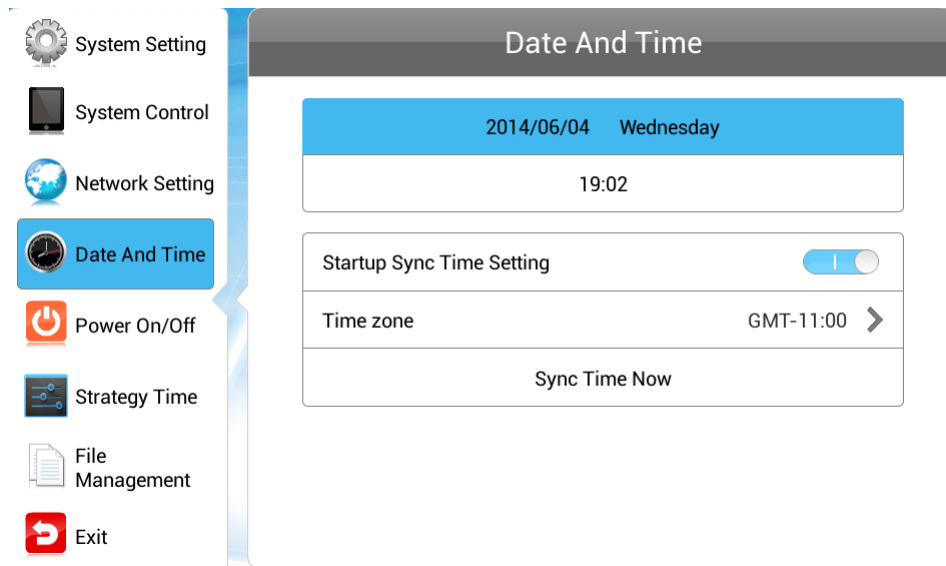 System Setting
System Control
Network Setting
Date And Time
Power On/Off
Strategy Time
File
Management
Exit
Date And Time
2014/06/04 Wednesday
19:02
Startup Sync Time Setting
Time zone GMT-11:00
Sync Time Now